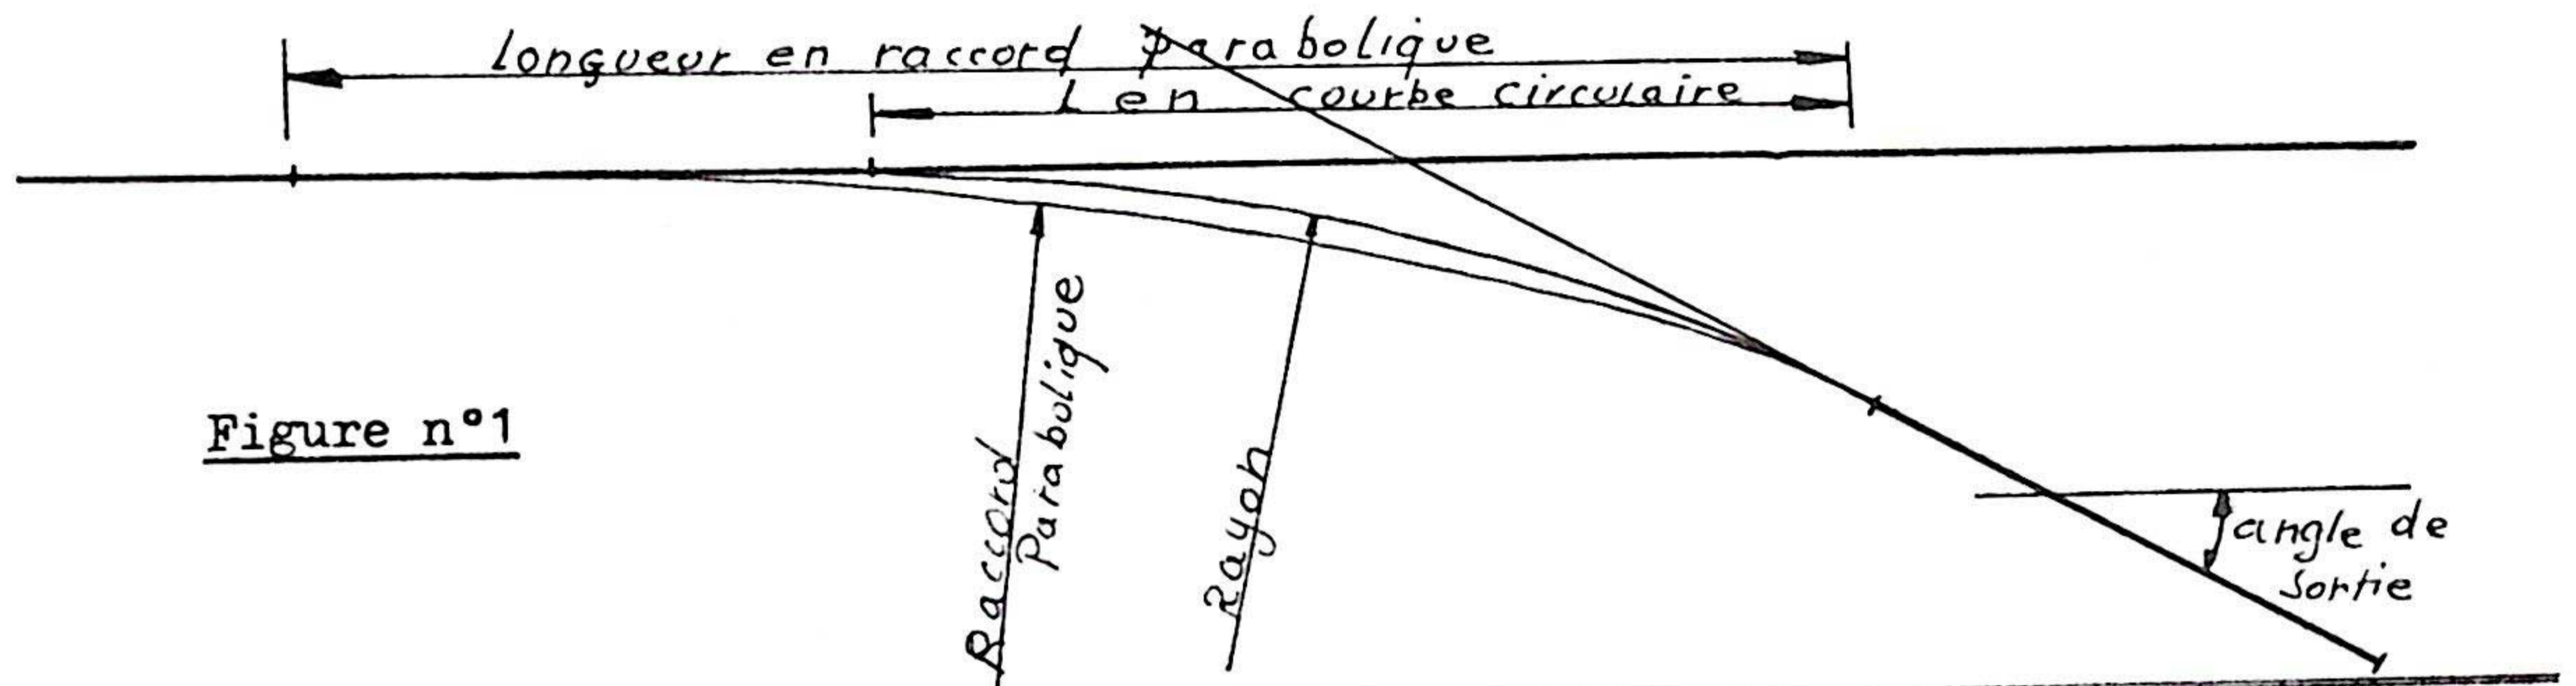 longueur en raccord parabolique
L en courbe circulaire
Figure n°1
Raccord
Parabolique
Rayon
angle de
sortie